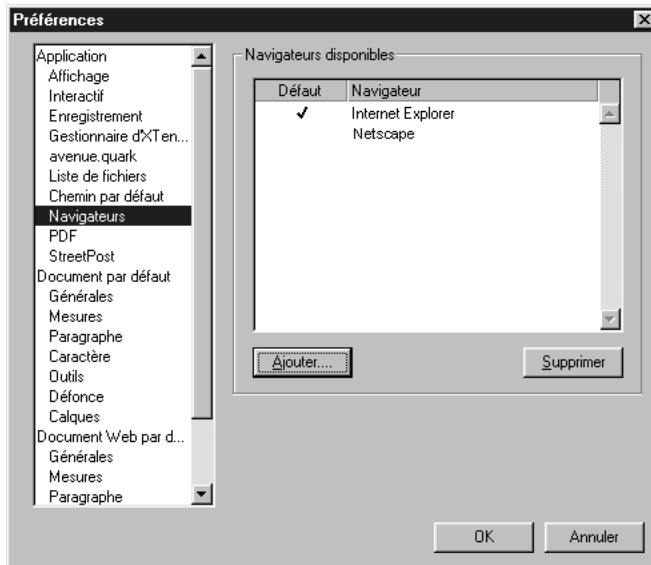 Préférences
Application
Affichage
Interactif
Enregistrement
Gestionnaire d'XTen...
avenue.quark
Liste de fichiers
Chemin par défaut
Navigateurs
PDF
StreetPost
Document par défaut
Générales
Mesures
Paragraphe
Caractère
Outils
Défonce
Calques
Document Web par d...
Générales
Mesures
Paragraphe
Navigateurs disponibles
Défaut Navigateur
✓ Internet Explorer
Netscape
Ajouter....
Supprimer
OK
Annuler